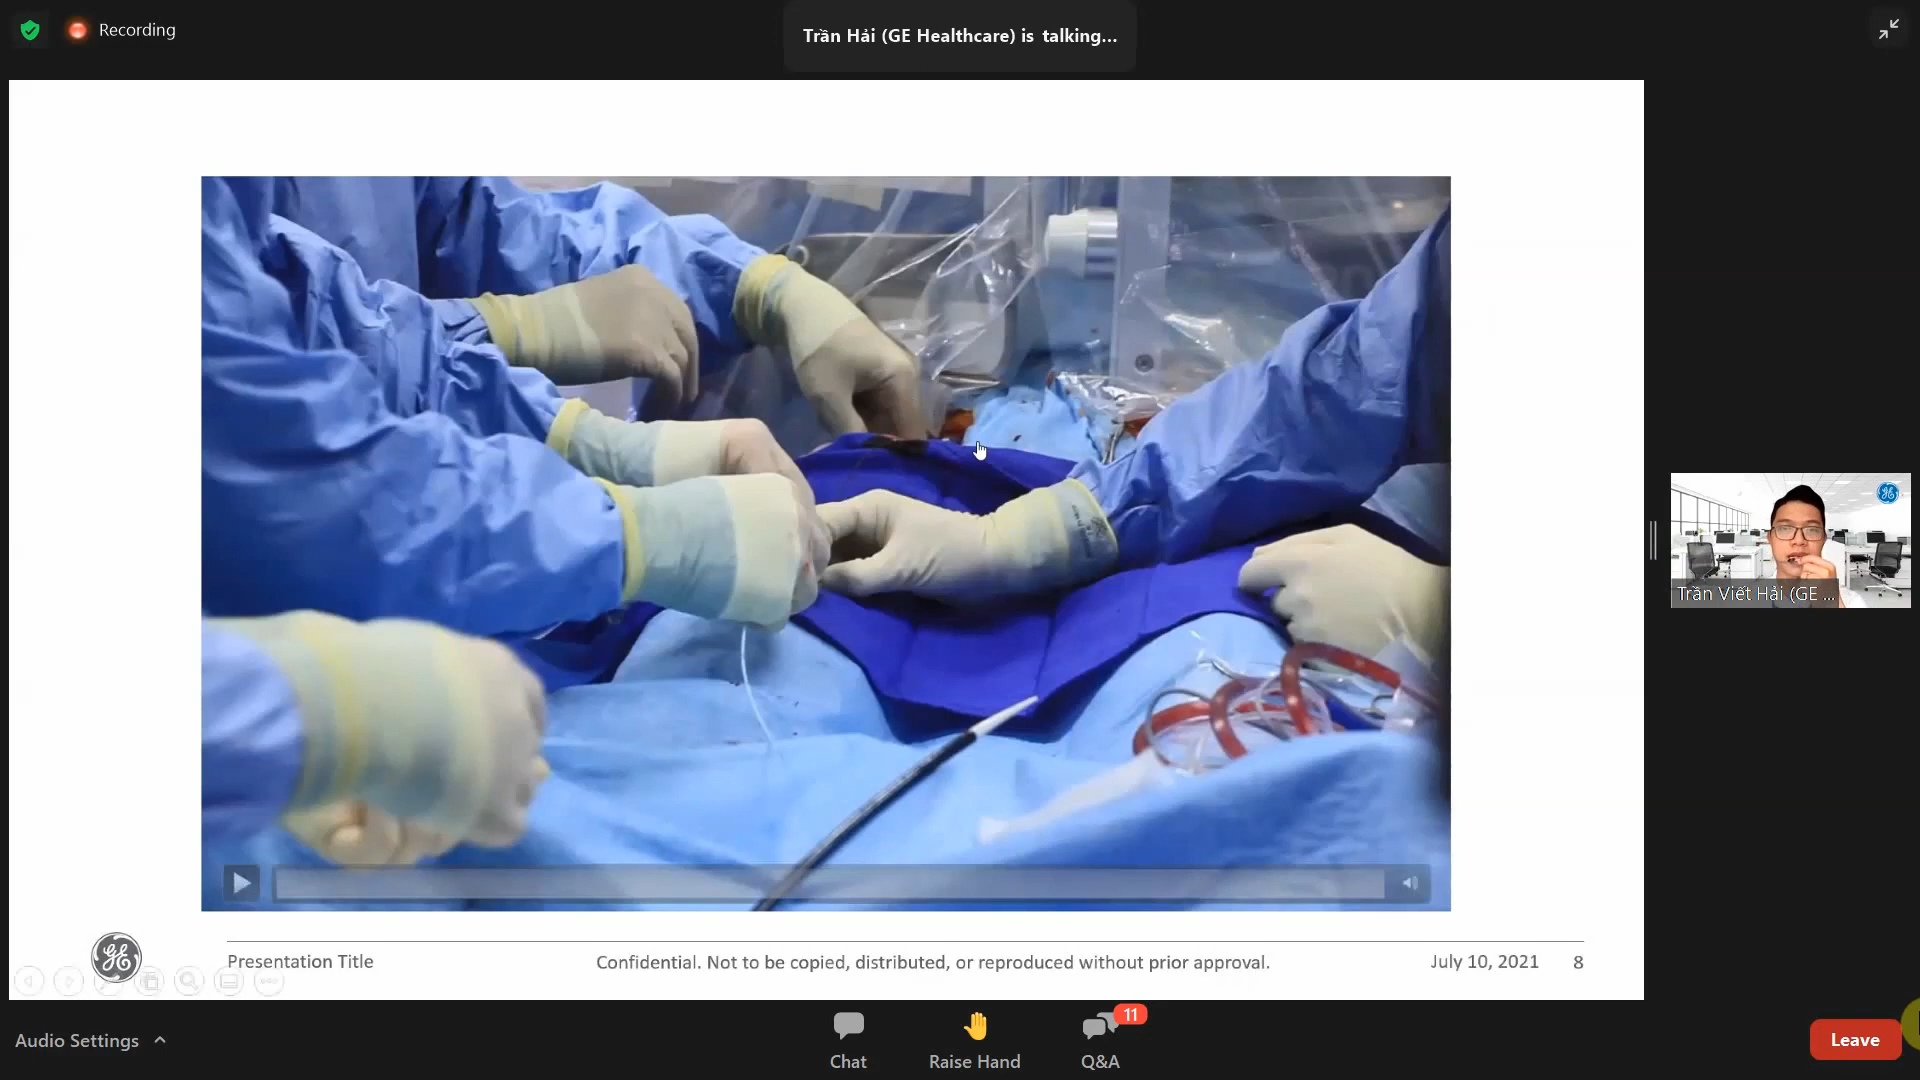 Recording
Trần Hải (GE Healthcare) is talking...
Trần Viết Hải (GE ...
Presentation Title
Confidential. Not to be copied, distributed, or reproduced without prior approval.
July 10, 2021
8
Audio Settings
Chat
Raise Hand
11
Q&A
Leave